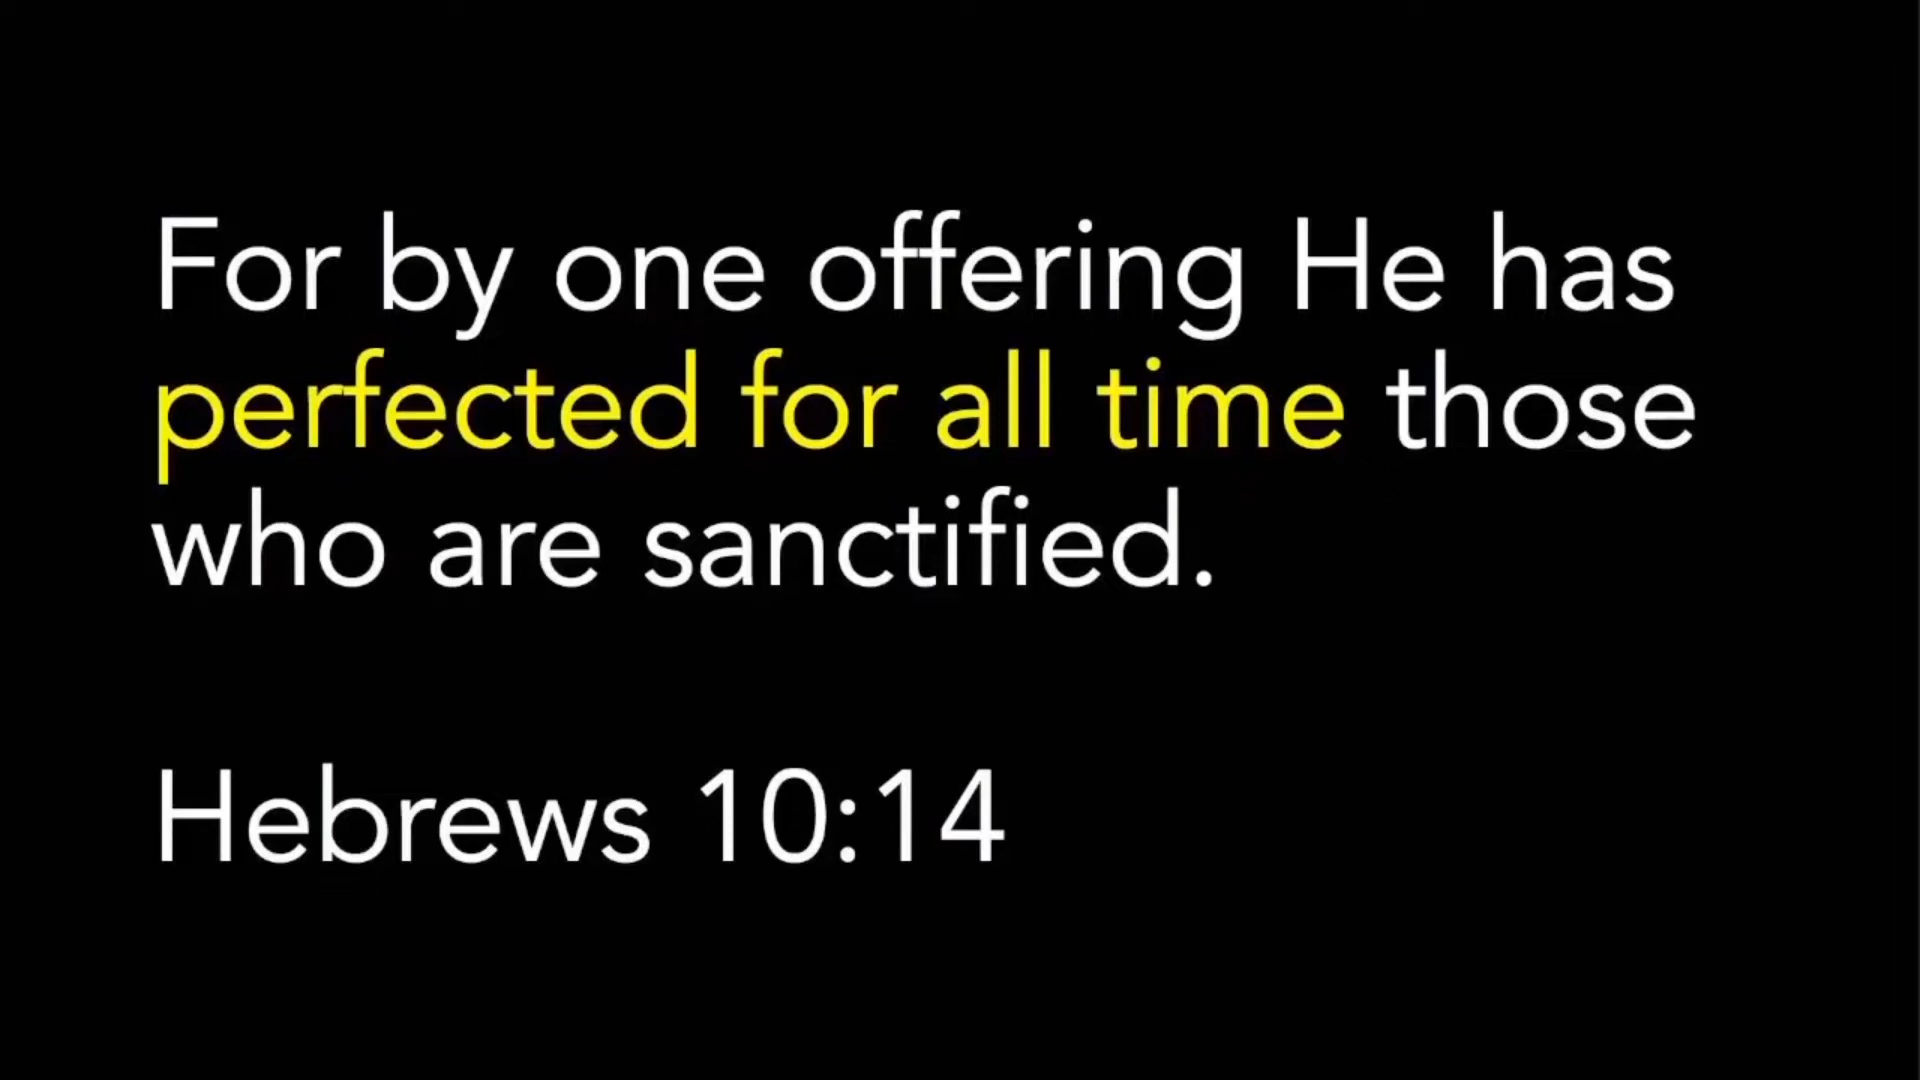 For by one offering He has
perfected for all time those
who are sanctified.
Hebrews 10:14